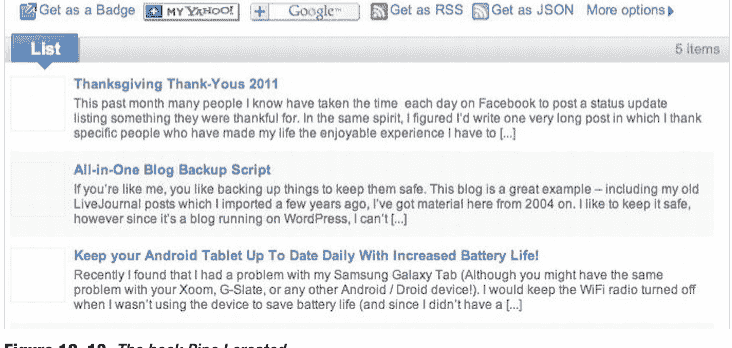 Get as a Badge MY YAHOO! Google™ Get as RSS Get as JSON More options
List 5 items
Thanksgiving Thank-Yous 2011
This past month many people I know have taken the time each day on Facebook to post a status update
listing something they were thankful for. In the same spirit, I figured I'd write one very long post in which I thank
specific people who have made my life the enjoyable experience I have to [...]
All-in-One Blog Backup Script
If you're like me, you like backing up things to keep them safe. This blog is a great example – including my old
LiveJournal posts which I imported a few years ago, I've got material here from 2004 on. I like to keep it safe,
however since it's a blog running on WordPress, I can't [...]
Keep your Android Tablet Up To Date Daily With Increased Battery Life!
Recently I found that I had a problem with my Samsung Galaxy Tab (Although you might have the same
problem with your Xoom, G-Slate, or any other Android / Droid device!). I would keep the WiFi radio turned off
when I wasn't using the device to save battery life (and since I didn't have a [...]